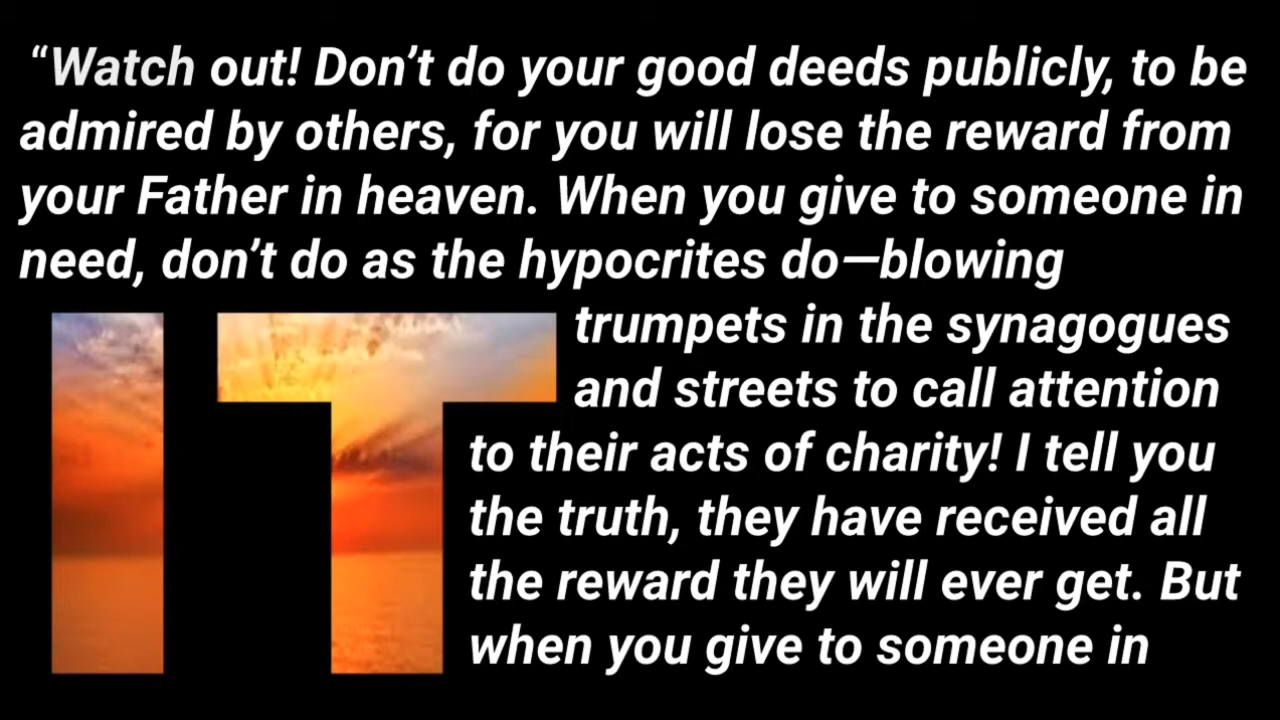 “Watch out! Don’t do your good deeds publicly, to be
admired by others, for you will lose the reward from
your Father in heaven. When you give to someone in
need, don’t do as the hypocrites do—blowing
trumpets in the synagogues
and streets to call attention
to their acts of charity! I tell you
the truth, they have received all
the reward they will ever get. But
when you give to someone in
IT